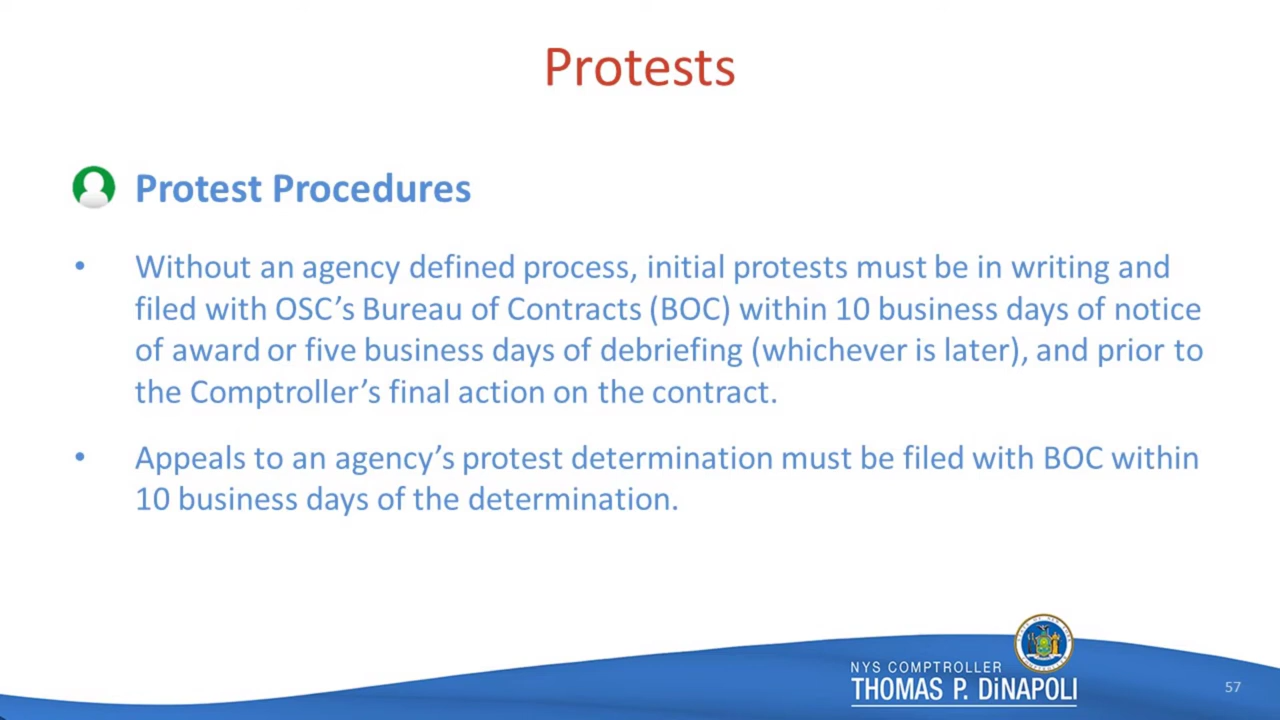 Protests
Protest Procedures
• Without an agency defined process, initial protests must be in writing and
filed with OSC’s Bureau of Contracts (BOC) within 10 business days of notice
of award or five business days of debriefing (whichever is later), and prior to
the Comptroller’s final action on the contract.
• Appeals to an agency’s protest determination must be filed with BOC within
10 business days of the determination.
NYS COMPTROLLER
THOMAS P. DiNAPOLI
57